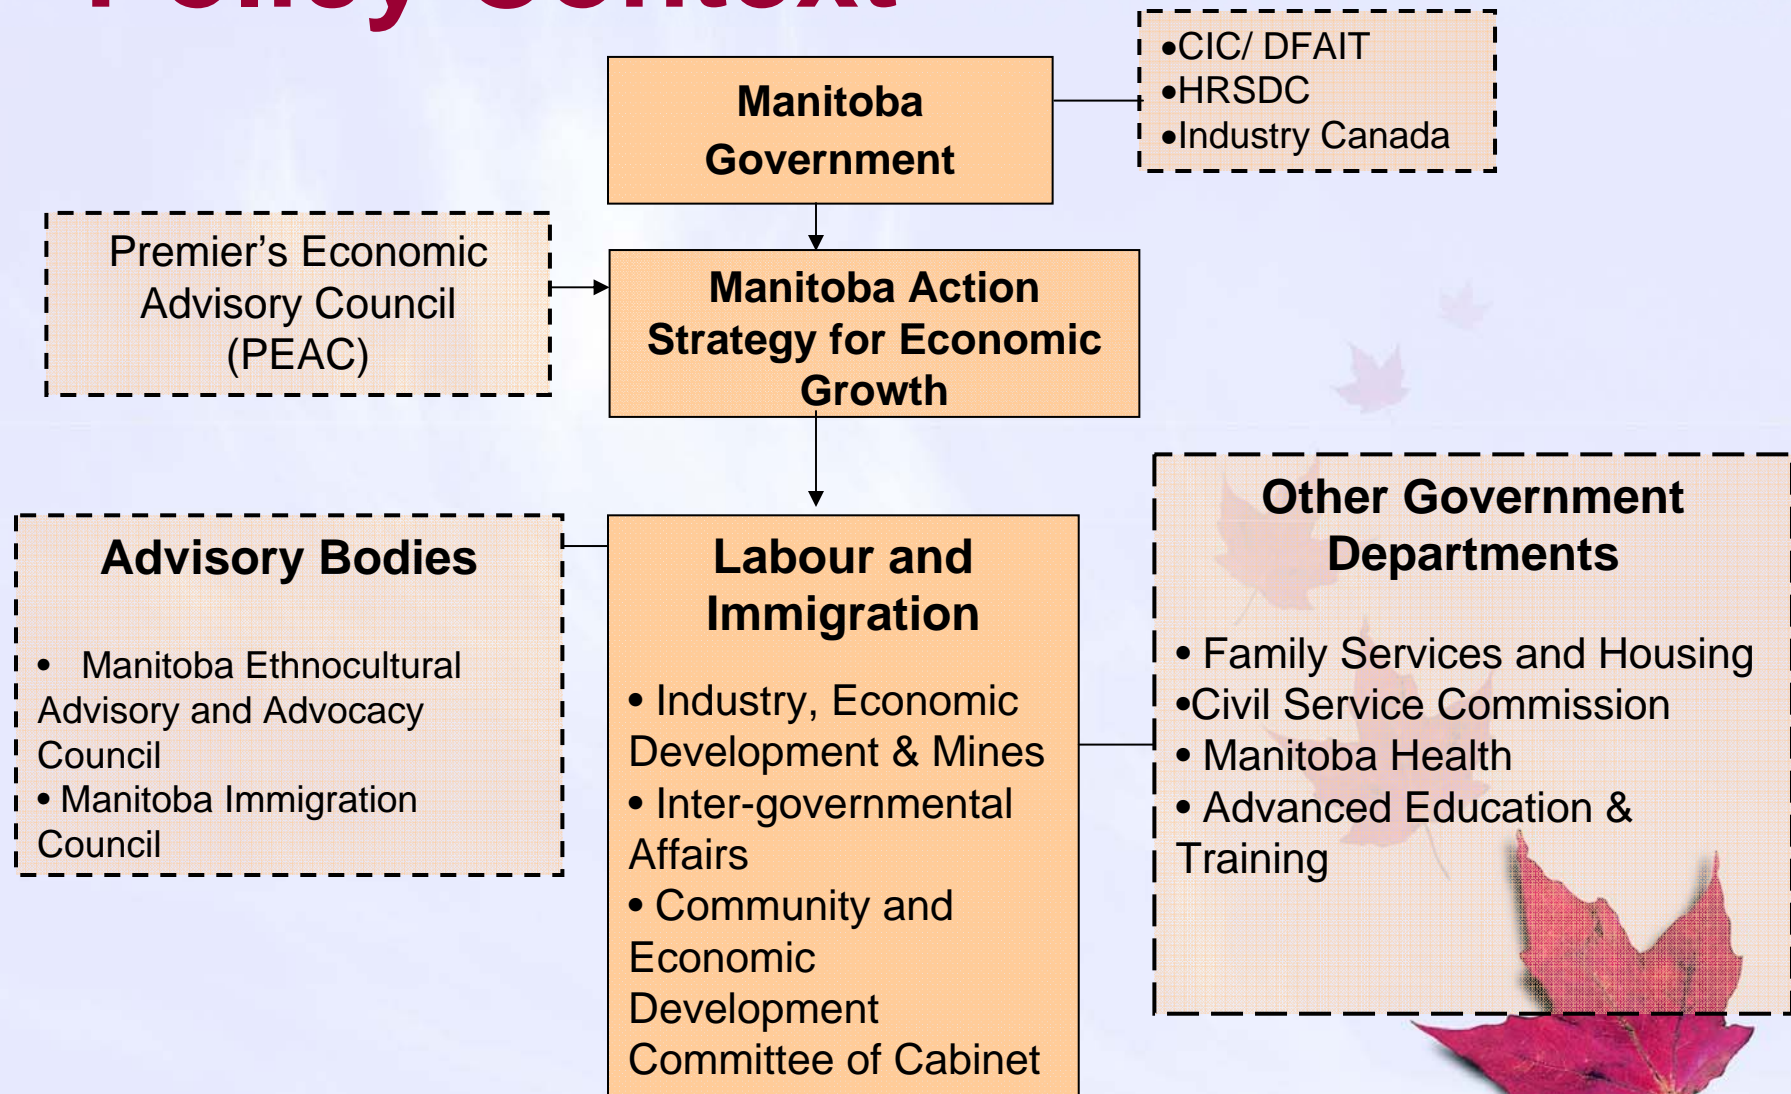 Policy Context
•CIC/ DFAIT
•HRSDC
•Industry Canada
Manitoba
Government
Premier’s Economic
Advisory Council
(PEAC)
Manitoba Action
Strategy for Economic
Growth
Advisory Bodies
• Manitoba Ethnocultural
Advisory and Advocacy
Council
• Manitoba Immigration
Council
Labour and
Immigration
• Industry, Economic
Development & Mines
• Inter-governmental
Affairs
• Community and
Economic
Development
Committee of Cabinet
Other Government
Departments
• Family Services and Housing
•Civil Service Commission
• Manitoba Health
• Advanced Education &
Training